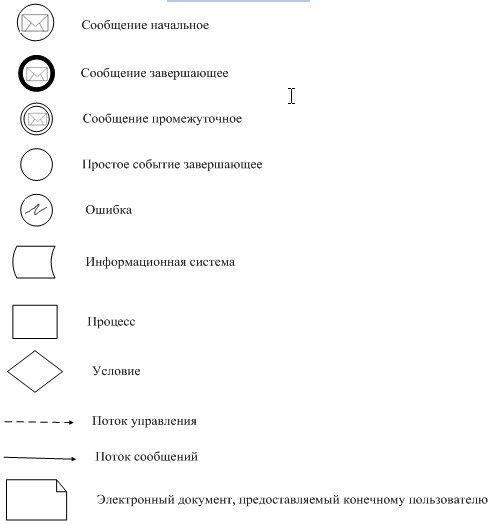 Сообщение начальное
Сообщение завершающее
Сообщение промежуточное
Простое событие завершающее
Ошибка
Информационная система
Процесс
Условие
Поток управления
Поток сообщений
Электронный документ, предоставляемый конечному пользователю